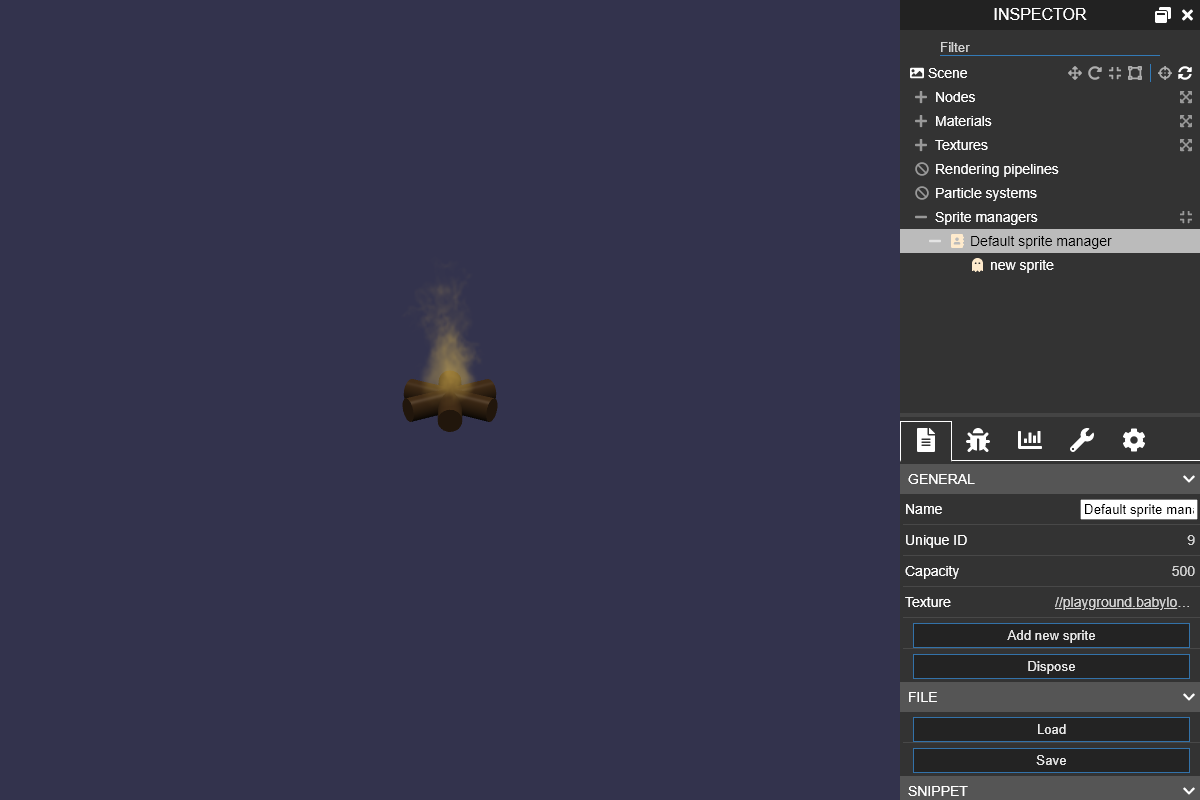 INSPECTOR
Filter
Scene
Nodes
Materials
Textures
Rendering pipelines
Particle systems
Sprite managers
Default sprite manager
new sprite
GENERAL
Name Default sprite man
Unique ID 9
Capacity 500
Texture //playground.babylo...
Add new sprite
Dispose
FILE
Load
Save
SNIPPET